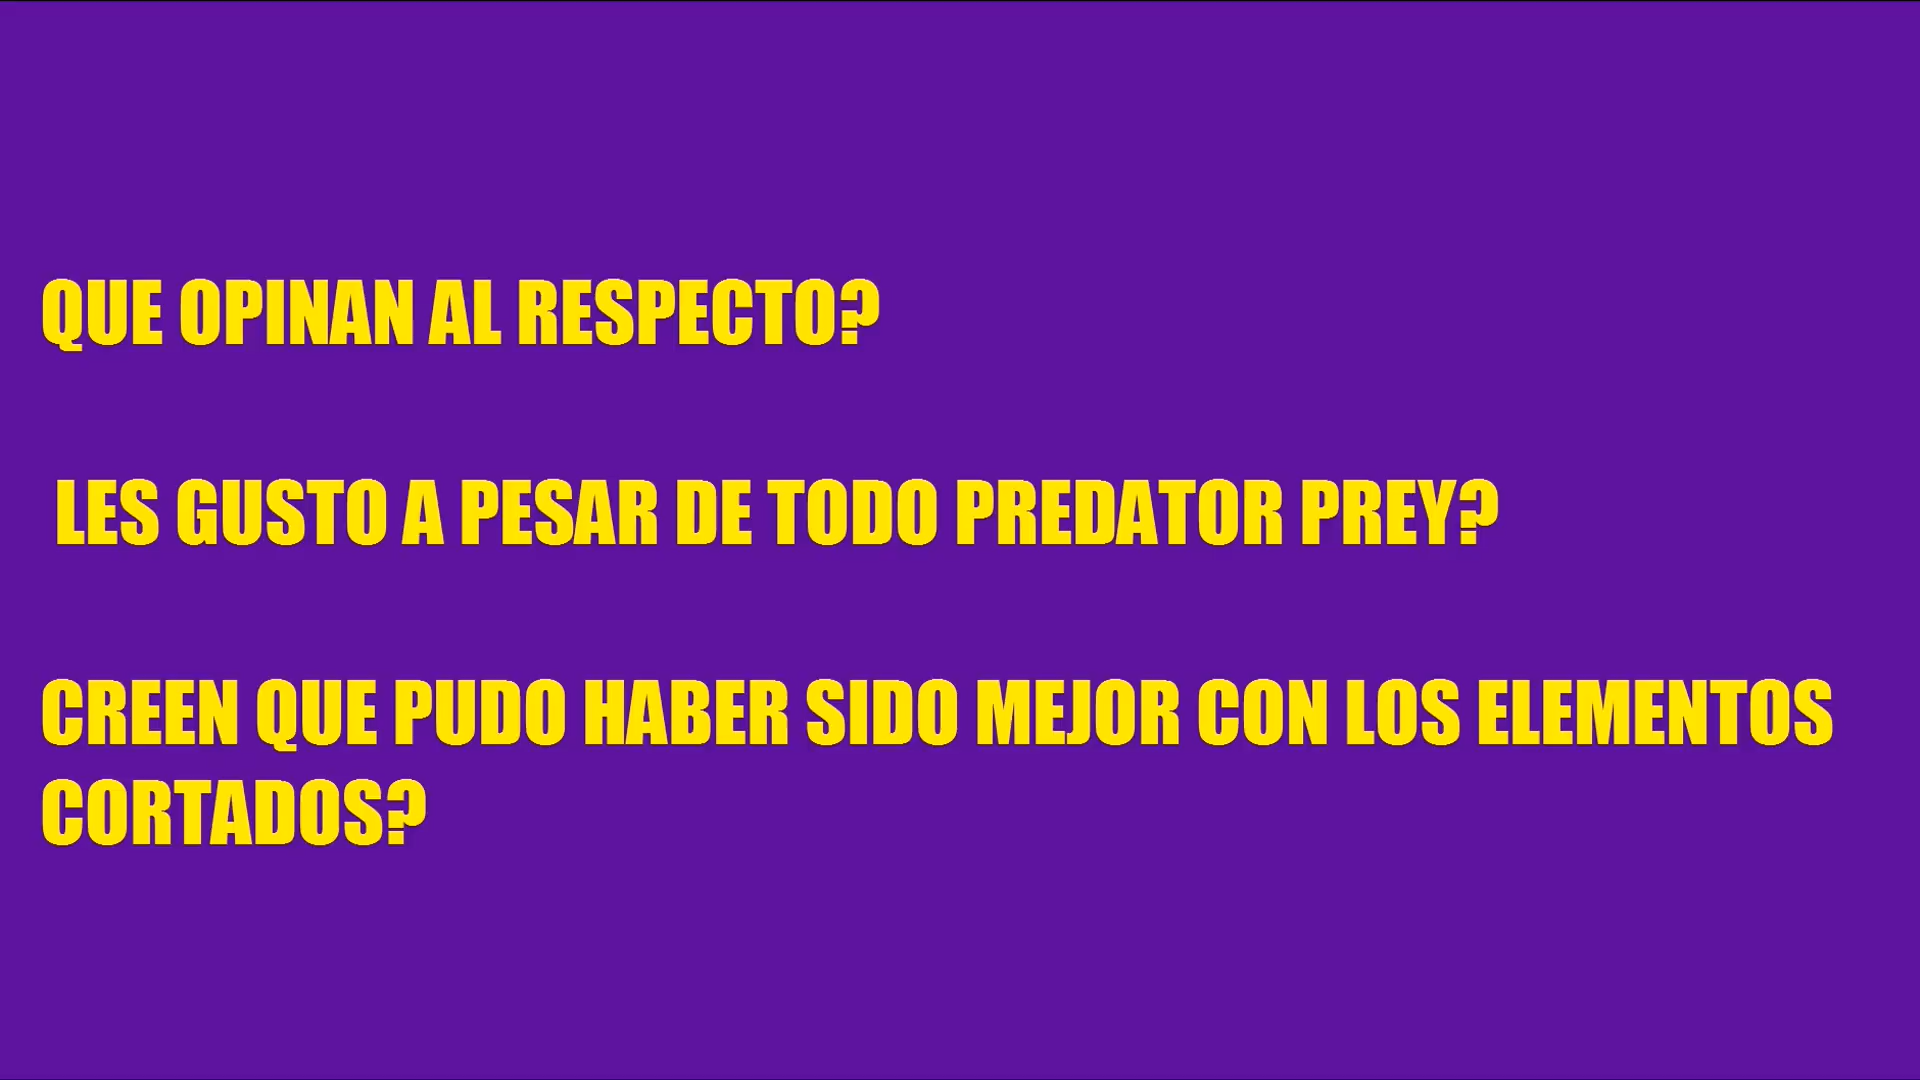 QUE OPINAN AL RESPECTO?
LES GUSTO A PESAR DE TODO PREDATOR PREY?
CREEN QUE PUDO HABER SIDO MEJOR CON LOS ELEMENTOS
CORTADOS?